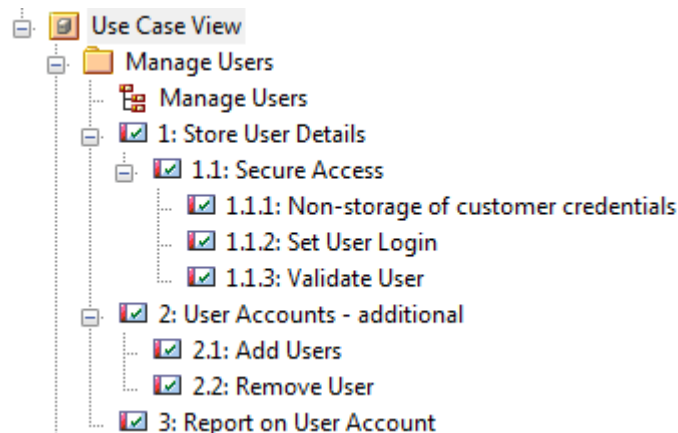 Use Case View
Manage Users
Manage Users
1: Store User Details
1.1: Secure Access
1.1.1: Non-storage of customer credentials
1.1.2: Set User Login
1.1.3: Validate User
2: User Accounts - additional
2.1: Add Users
2.2: Remove User
3: Report on User Account